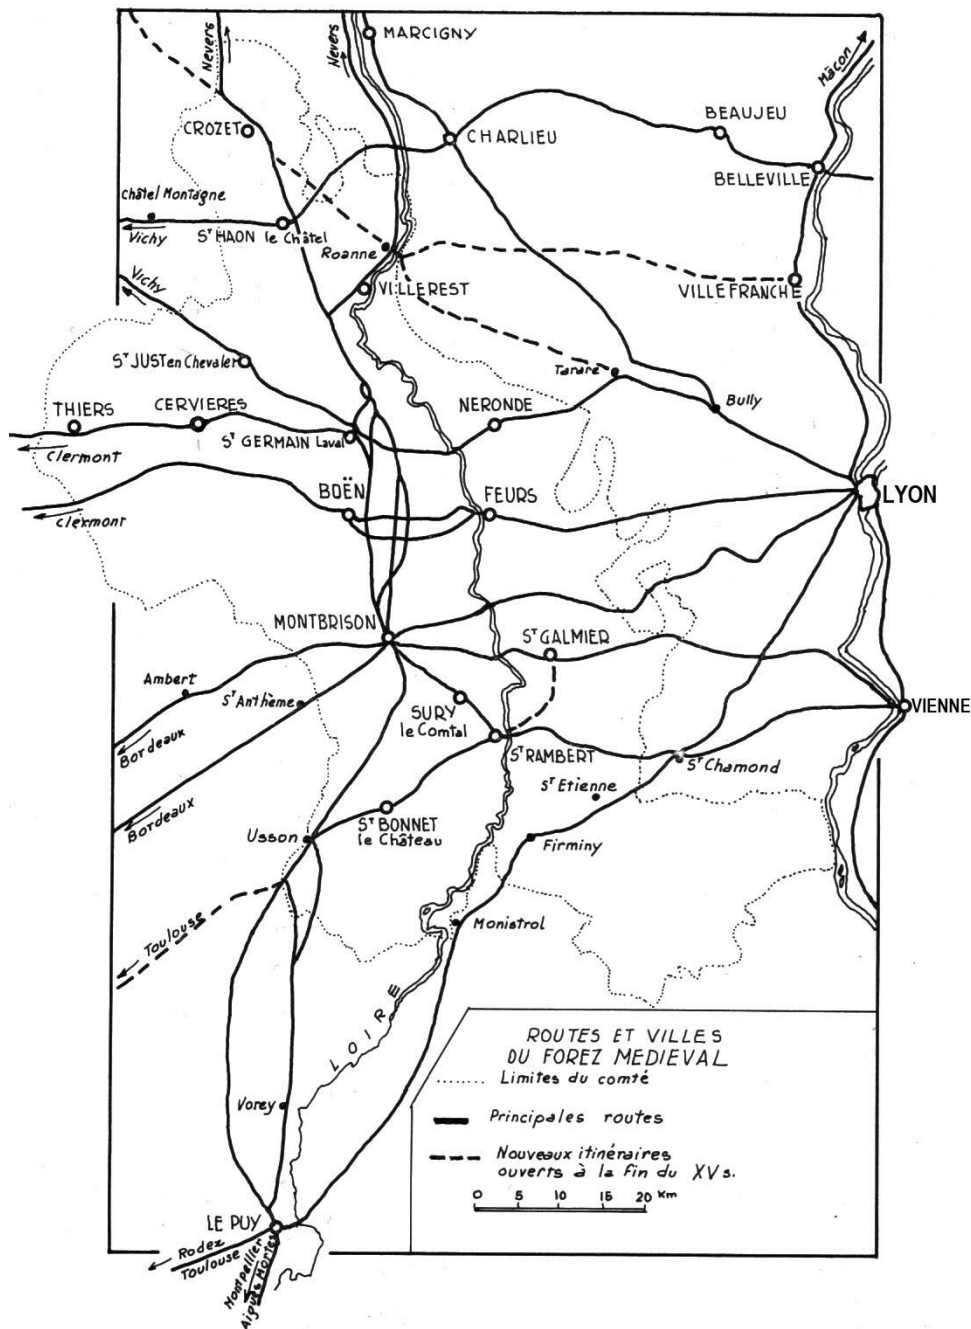 Nevers
Nevers
MARCIGNY
Mâcon
CROZET
CHARLIEU
BEAUJEU
BELLEVILLE
Châtel Montagne
Vichy
ST HAON le Châtel
Roanne
Vichy
VILLEREST
VILLEFRANCHE
ST JUST en Chevalet
Tarare
Bully
THIERS
CERVIERES
NERONDE
ST GERMAIN Laval
Clermont
BOËN
FEURS
LYON
Clermont
MONTBRISON
ST GALMIER
Ambert
ST Anthème
SURY
le Comtal
VIENNE
Bordeaux
ST RAMBERT
ST Chamond
ST Etienne
Bordeaux
ST BONNET
le Château
Usson
Firminy
Toulouse
Monistrol
LOIRE
Vorey
LE PUY
Rodez
Toulouse
Montpellier
Aigues Mortes
ROUTES ET VILLES
DU FOREZ MEDIEVAL
Limites du comté
Principales routes
Nouveaux itinéraires
ouverts à la fin du XV s.
0 5 10 15 20 Km